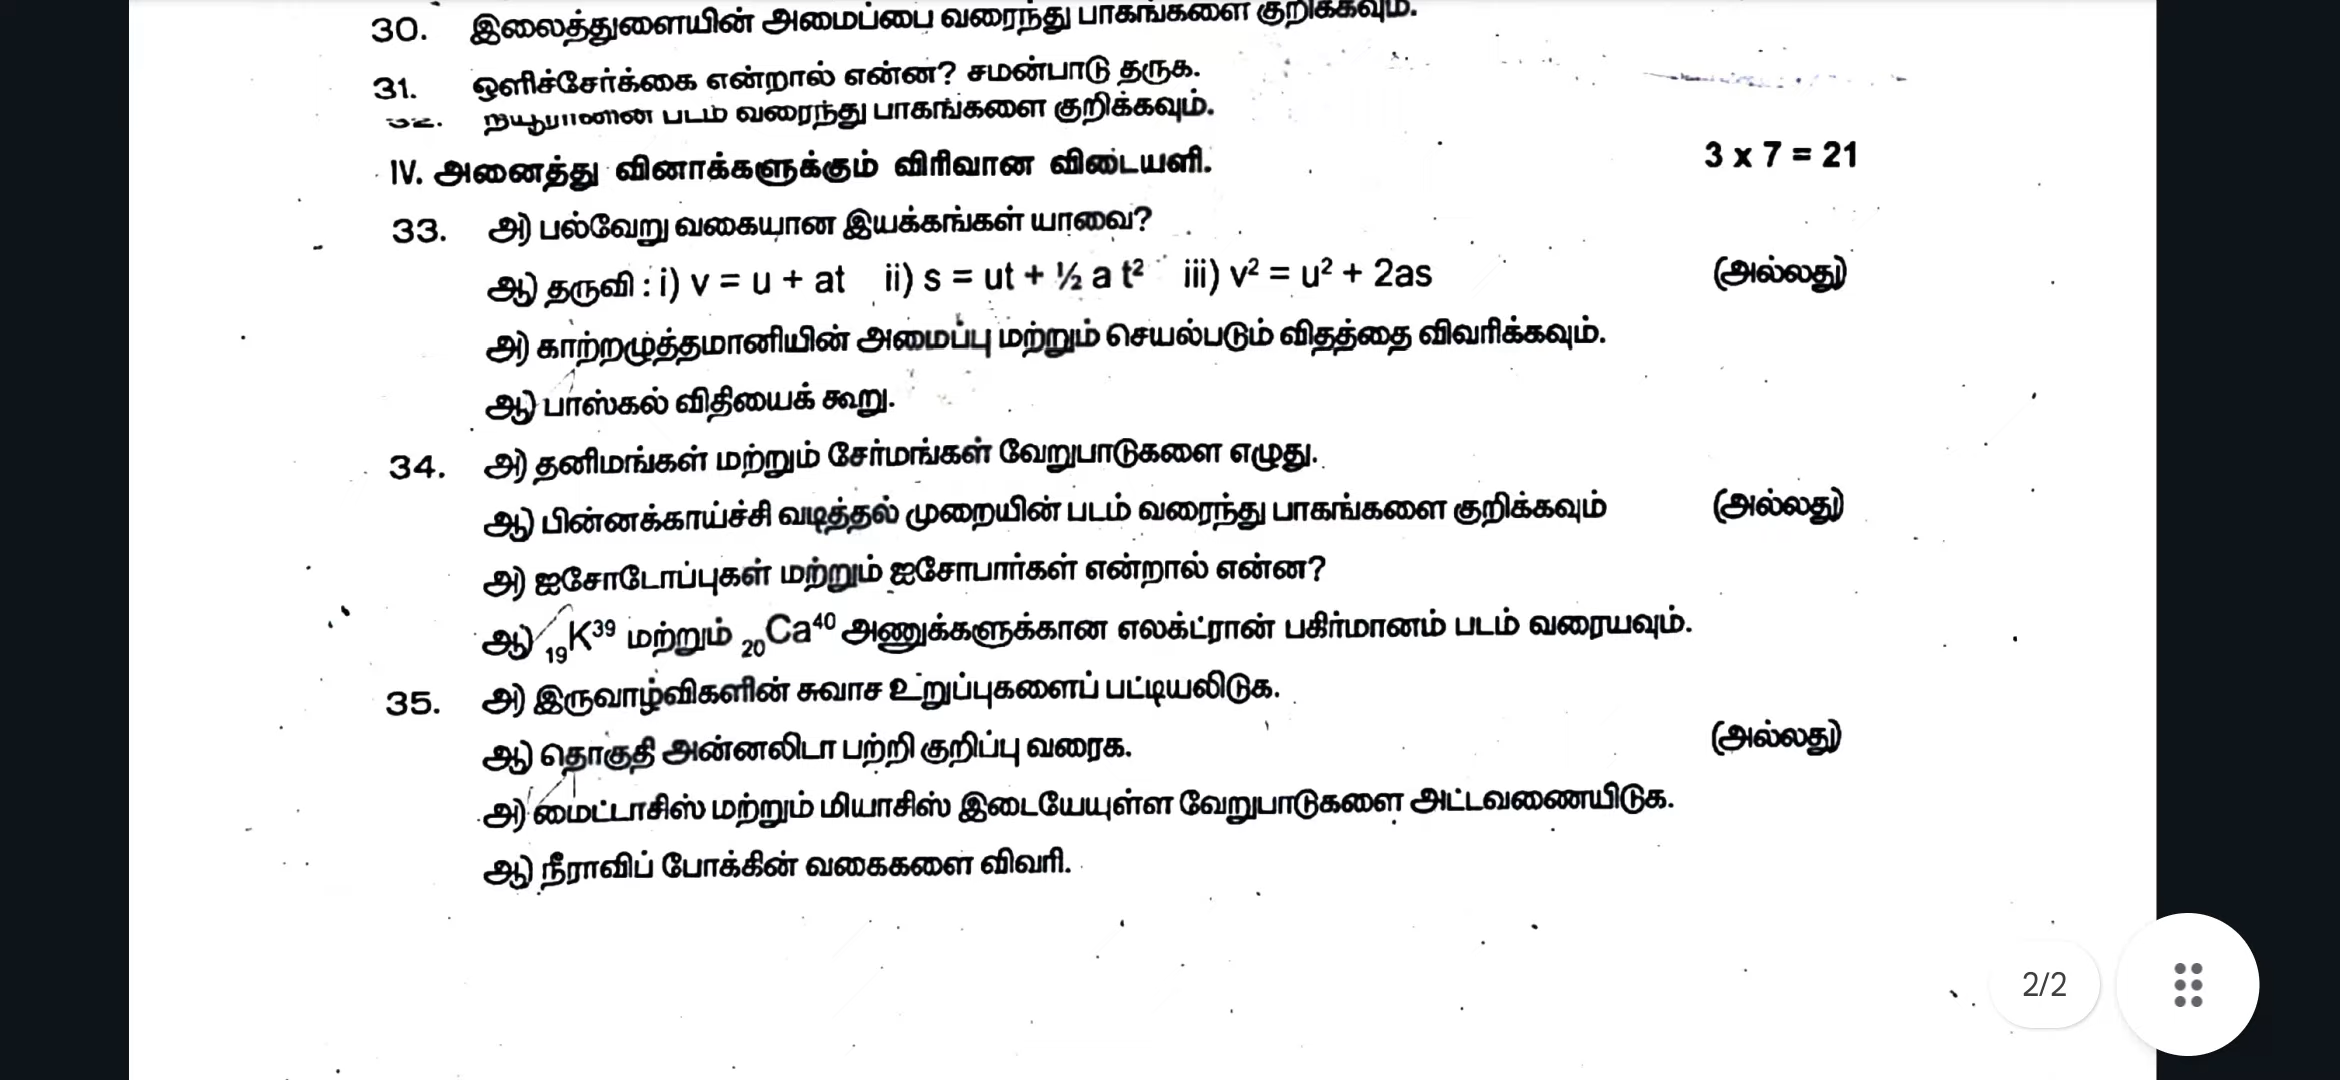 30. இலைத்துளையின் அமைப்பை வரைந்து பாகங்களை குறிக்கவும்.
31. ஒளிச்சேர்க்கை என்றால் என்ன? சமன்பாடு தருக.
32. நியூரானின் படம் வரைந்து பாகங்களை குறிக்கவும்.
IV. அனைத்து வினாக்களுக்கும் விரிவான விடையளி. 3 x 7 = 21
33. அ) பல்வேறு வகையான இயக்கங்கள் யாவை?
ஆ) தருவி : i) v = u + at ii) s = ut + ½ a t² iii) v² = u² + 2as (அல்லது)
அ) காற்றழுத்தமானியின் அமைப்பு மற்றும் செயல்படும் விதத்தை விவரிக்கவும்.
ஆ) பாஸ்கல் விதியைக் கூறு.
34. அ) தனிமங்கள் மற்றும் சேர்மங்கள் வேறுபாடுகளை எழுது.
ஆ) பின்னக்காய்ச்சி வடித்தல் முறையின் படம் வரைந்து பாகங்களை குறிக்கவும் (அல்லது)
அ) ஐசோடோப்புகள் மற்றும் ஐசோபார்கள் என்றால் என்ன?
ஆ) ₁₉K³⁹ மற்றும் ₂₀Ca⁴⁰ அணுக்களுக்கான எலக்ட்ரான் பகிர்மானம் படம் வரையவும்.
35. அ) இருவாழ்விகளின் சுவாச உறுப்புகளைப் பட்டியலிடுக.
ஆ) தொகுதி அன்னலிடா பற்றி குறிப்பு வரைக. (அல்லது)
அ) மைட்டாசிஸ் மற்றும் மியாசிஸ் இடையேயுள்ள வேறுபாடுகளை அட்டவணையிடுக.
ஆ) நீராவிப் போக்கின் வகைகளை விவரி.
2/2